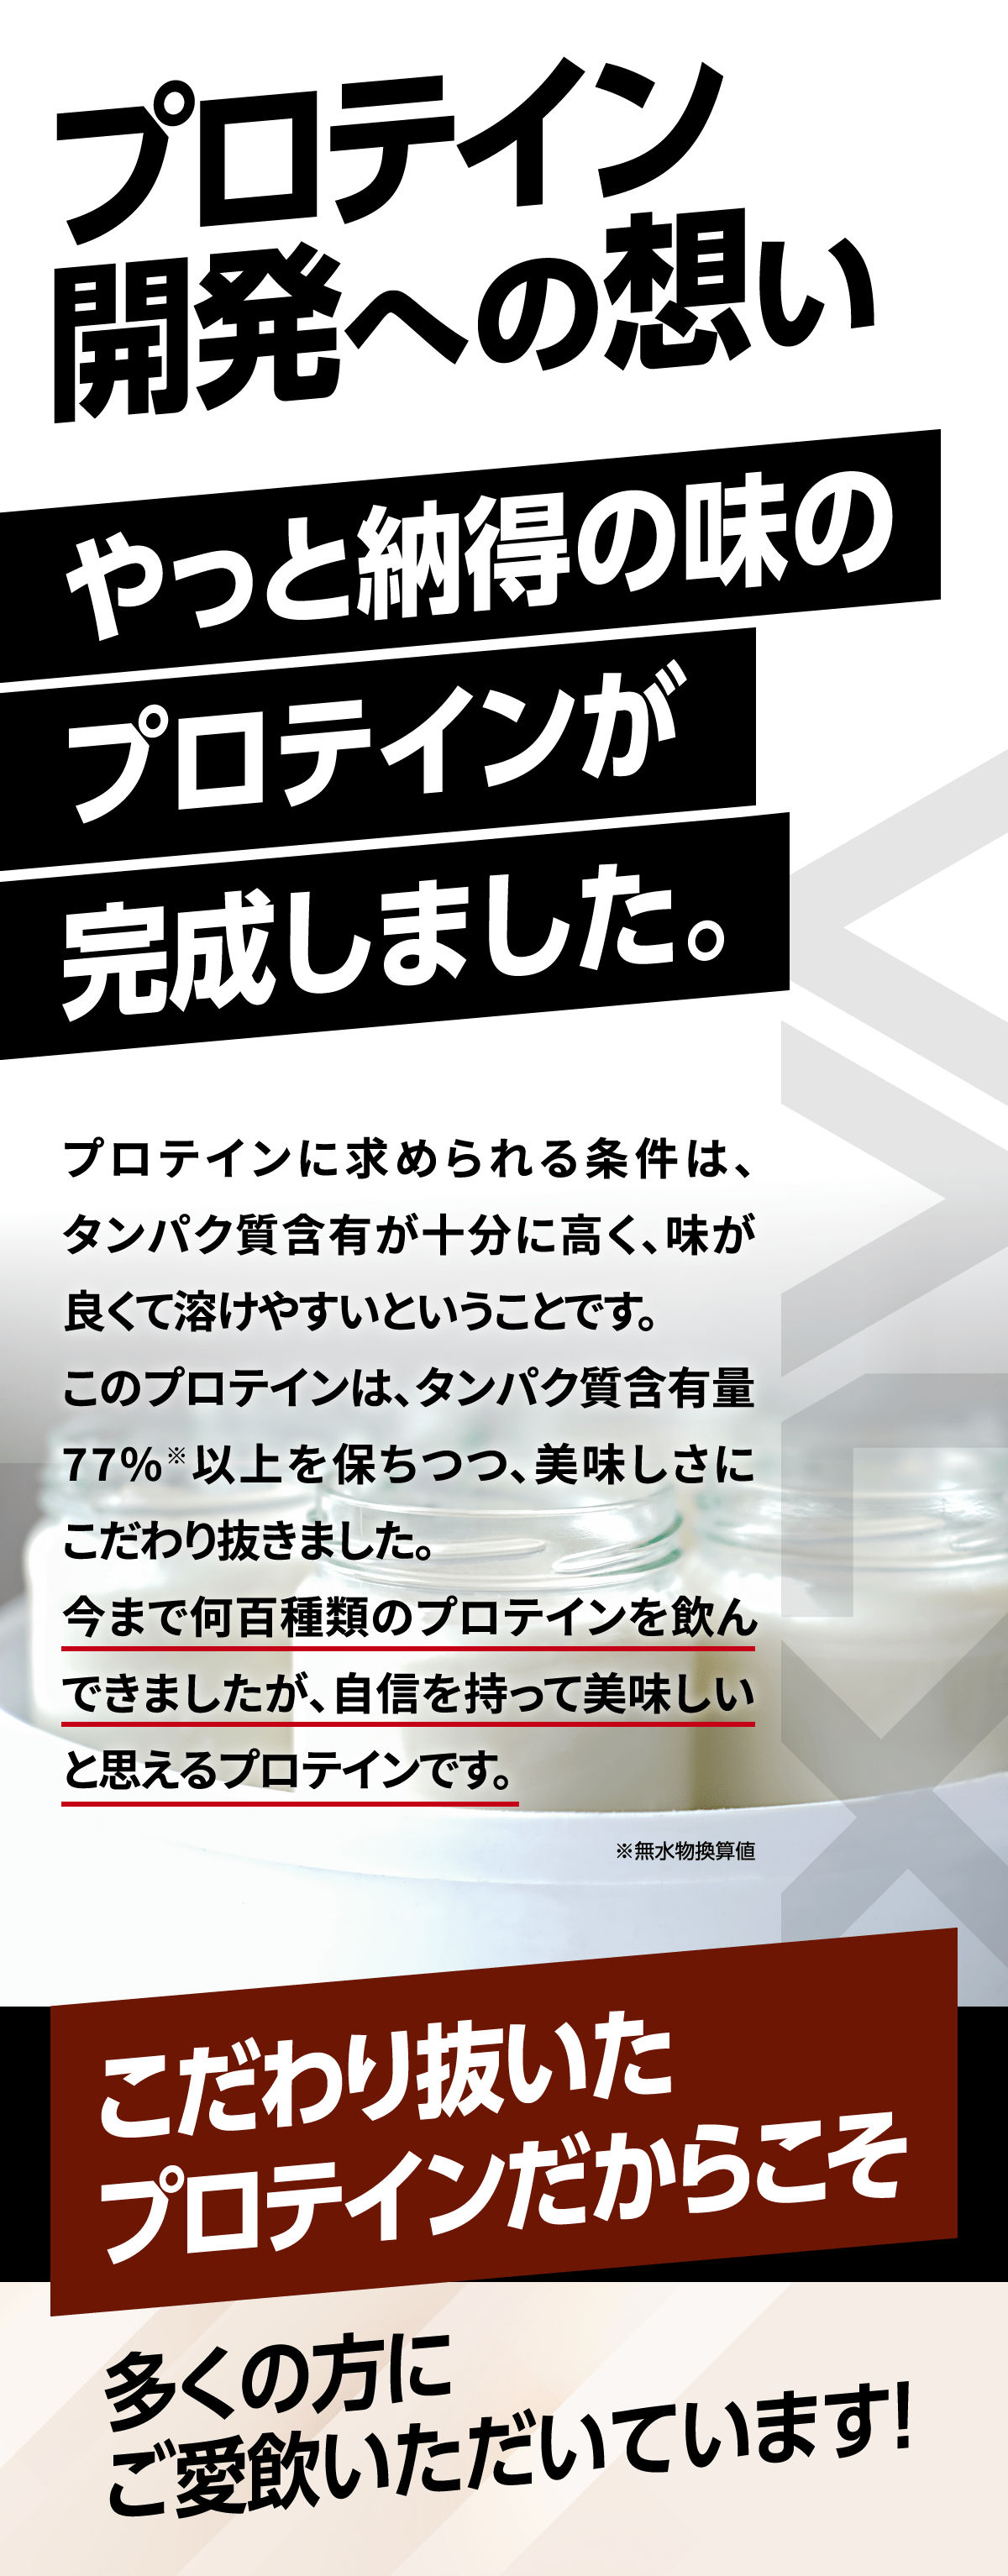 プロテイン
開発への想い
やっと納得の味の
プロテインが
完成しました。
プロテインに求められる条件は、
タンパク質含有が十分に高く、味が
良くて溶けやすいということです。
このプロテインは、タンパク質含有量
77%※以上を保ちつつ、美味しさに
こだわり抜きました。
今まで何百種類のプロテインを飲ん
できましたが、自信を持って美味しい
と思えるプロテインです。
※無水物換算値
こだわり抜いた
プロテインだからこそ
多くの方に
ご愛飲いただいています!